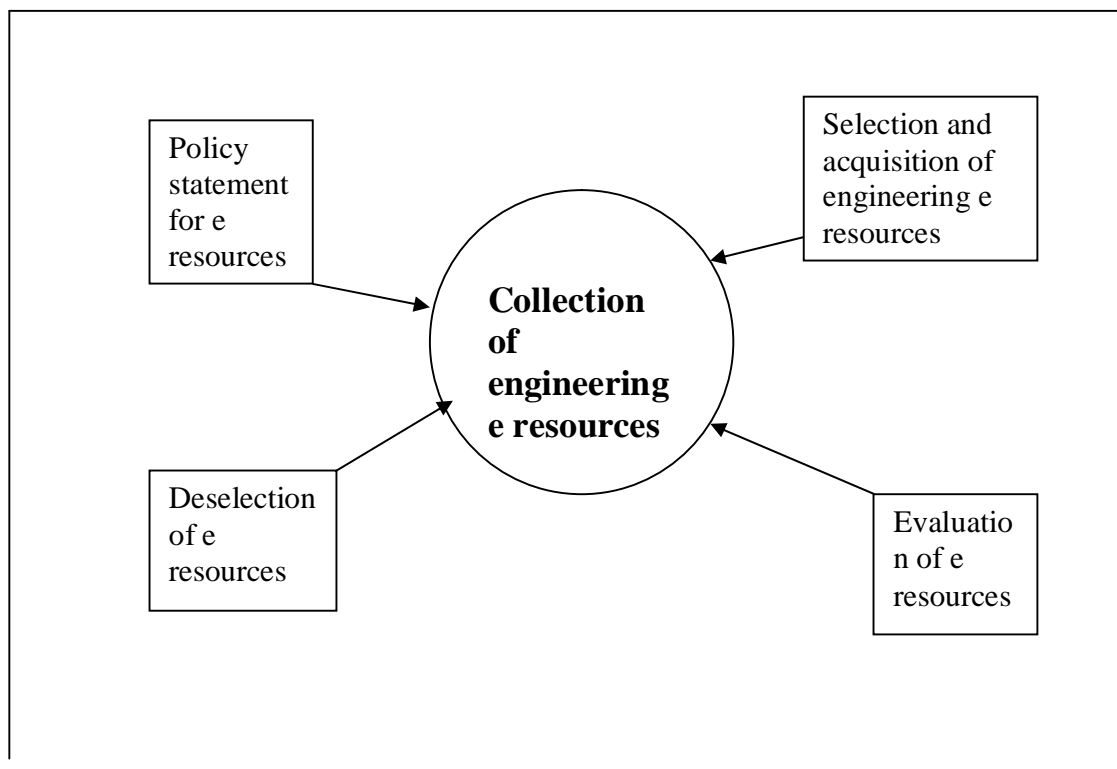 Policy
statement
for e
resources
Selection and
acquisition of
engineering e
resources
Collection
of
engineering
e resources
Deselection
of e
resources
Evaluatio
n of e
resources